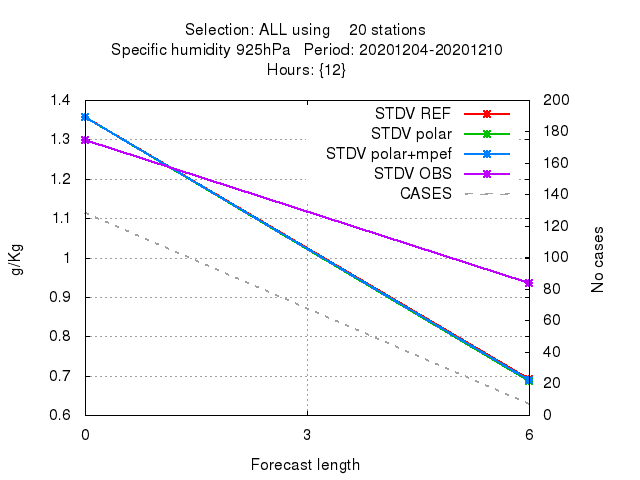 Selection: ALL using    20 stations
Specific humidity 925hPa   Period: 20201204-20201210
Hours: {12}
STDV REF
STDV polar
STDV polar+mpef
STDV OBS
CASES
1.4
1.3
1.2
1.1
1
0.9
0.8
0.7
0.6
g/Kg
200
180
160
140
120
100
80
60
40
20
0
No cases
0 3 6
Forecast length